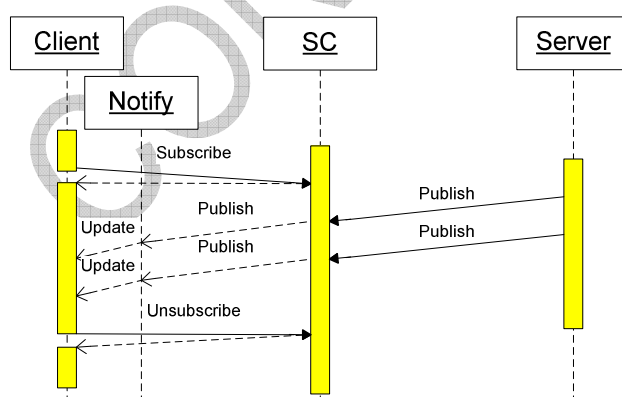 Client
SC
Server
Notify
Subscribe
Publish
Publish
Update
Publish
Publish
Update
Unsubscribe